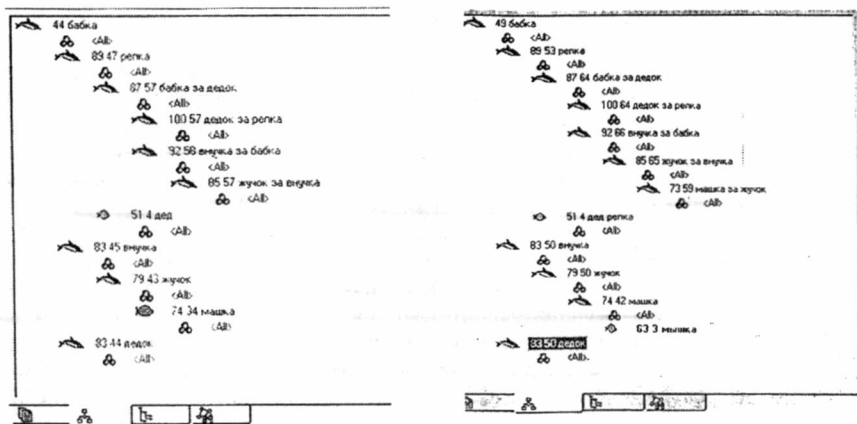 44 бабка
<All>
89 47 репка
<All>
87 57 бабка за дедок
<All>
100 57 дедок за репка
<All>
92 58 внучка за бабка
<All>
85 57 жучок за внучка
<All>
51 4 дед
<All>
83 45 внучка
<All>
79 43 жучок
<All>
74 34 машка
<All>
83 44 дедок
<All>
49 бабка
<All>
89 53 репка
<All>
87 64 бабка за дедок
<All>
100 64 дедок за репка
<All>
92 66 внучка за бабка
<All>
85 65 жучок за внучка
<All>
73 59 машка за жучок
<All>
51 4 дед репка
<All>
83 50 внучка
<All>
79 50 жучок
<All>
74 42 машка
<All>
63 3 мышка
83 50 дедок
<All>